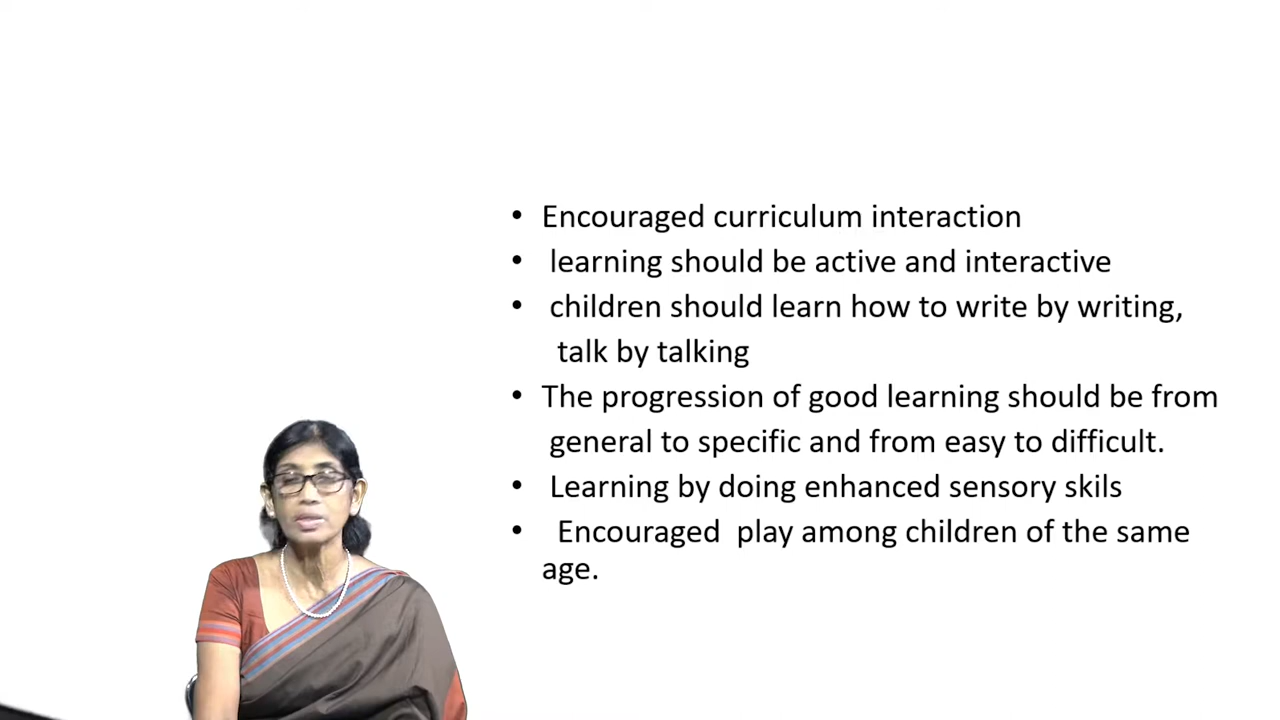 • Encouraged curriculum interaction
• learning should be active and interactive
• children should learn how to write by writing,
talk by talking
• The progression of good learning should be from
general to specific and from easy to difficult.
• Learning by doing enhanced sensory skils
• Encouraged play among children of the same
age.